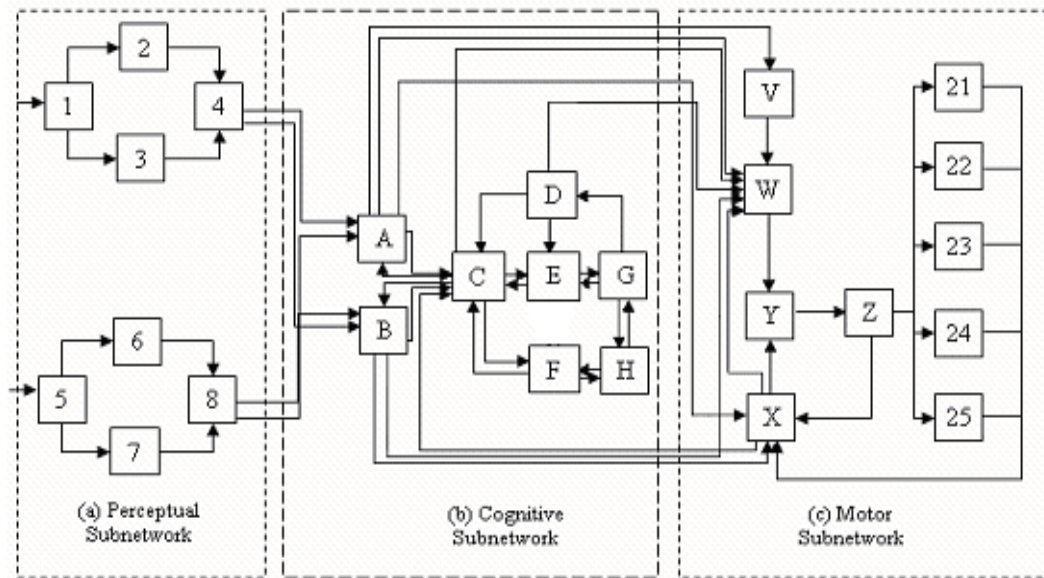 1
2
3
4
5
6
7
8
(a) Perceptual
Subnetwork
A
B
C
D
E
F
G
H
(b) Cognitive
Subnetwork
V
W
Y
X
Z
21
22
23
24
25
(c) Motor
Subnetwork